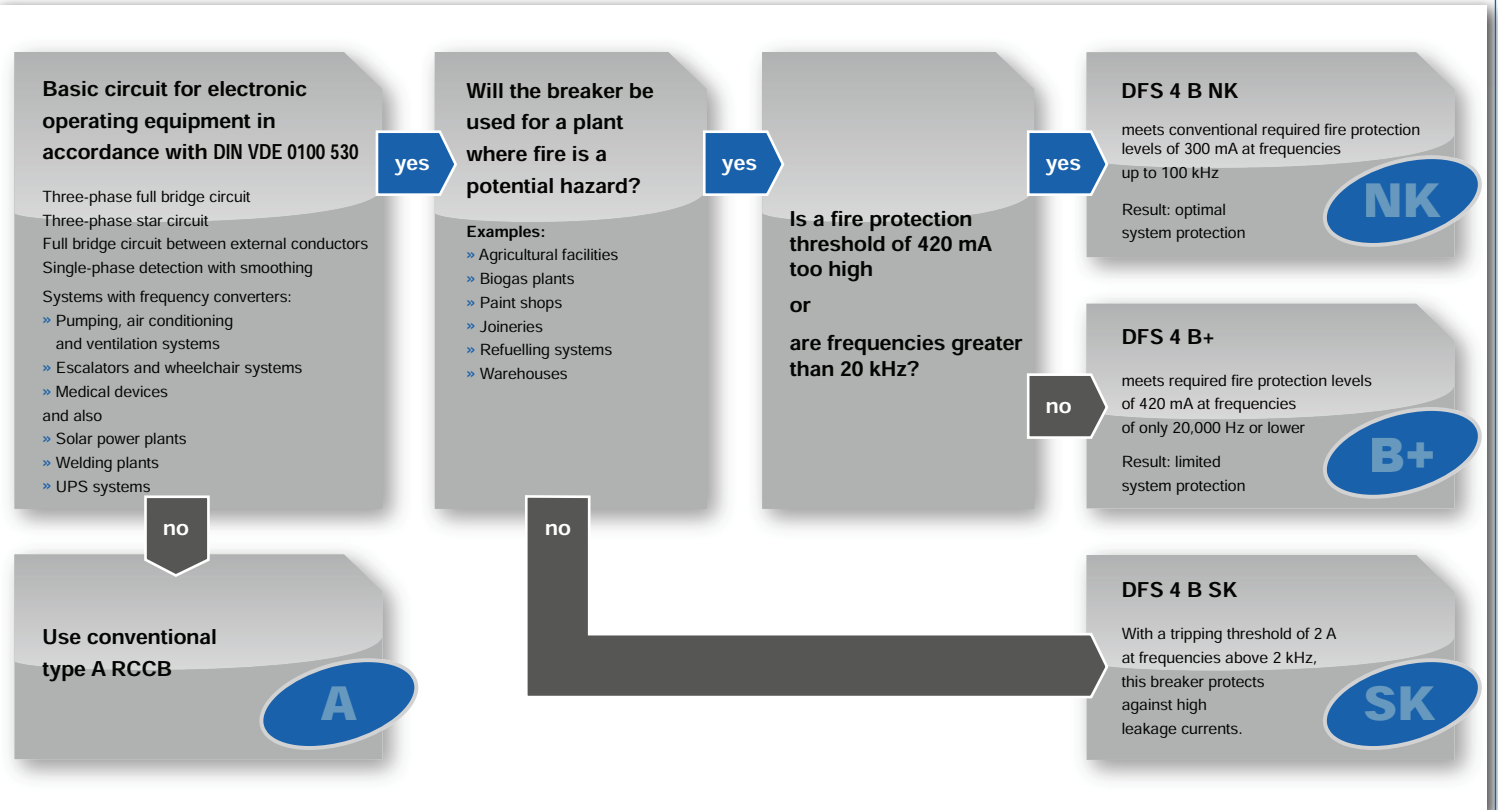 Basic circuit for electronic
operating equipment in
accordance with DIN VDE 0100 530
Three-phase full bridge circuit
Three-phase star circuit
Full bridge circuit between external conductors
Single-phase detection with smoothing
Systems with frequency converters:
» Pumping, air conditioning
and ventilation systems
» Escalators and wheelchair systems
» Medical devices
and also
» Solar power plants
» Welding plants
» UPS systems
yes
no
Will the breaker be
used for a plant
where fire is a
potential hazard?
Examples:
» Agricultural facilities
» Biogas plants
» Paint shops
» Joineries
» Refuelling systems
» Warehouses
yes
no
Is a fire protection
threshold of 420 mA
too high
or
are frequencies greater
than 20 kHz?
yes
no
DFS 4 B NK
meets conventional required fire protection
levels of 300 mA at frequencies
up to 100 kHz
Result: optimal
system protection
NK
DFS 4 B+
meets required fire protection levels
of 420 mA at frequencies
of only 20,000 Hz or lower
Result: limited
system protection
B+
Use conventional
type A RCCB
A
DFS 4 B SK
With a tripping threshold of 2 A
at frequencies above 2 kHz,
this breaker protects
against high
leakage currents.
SK